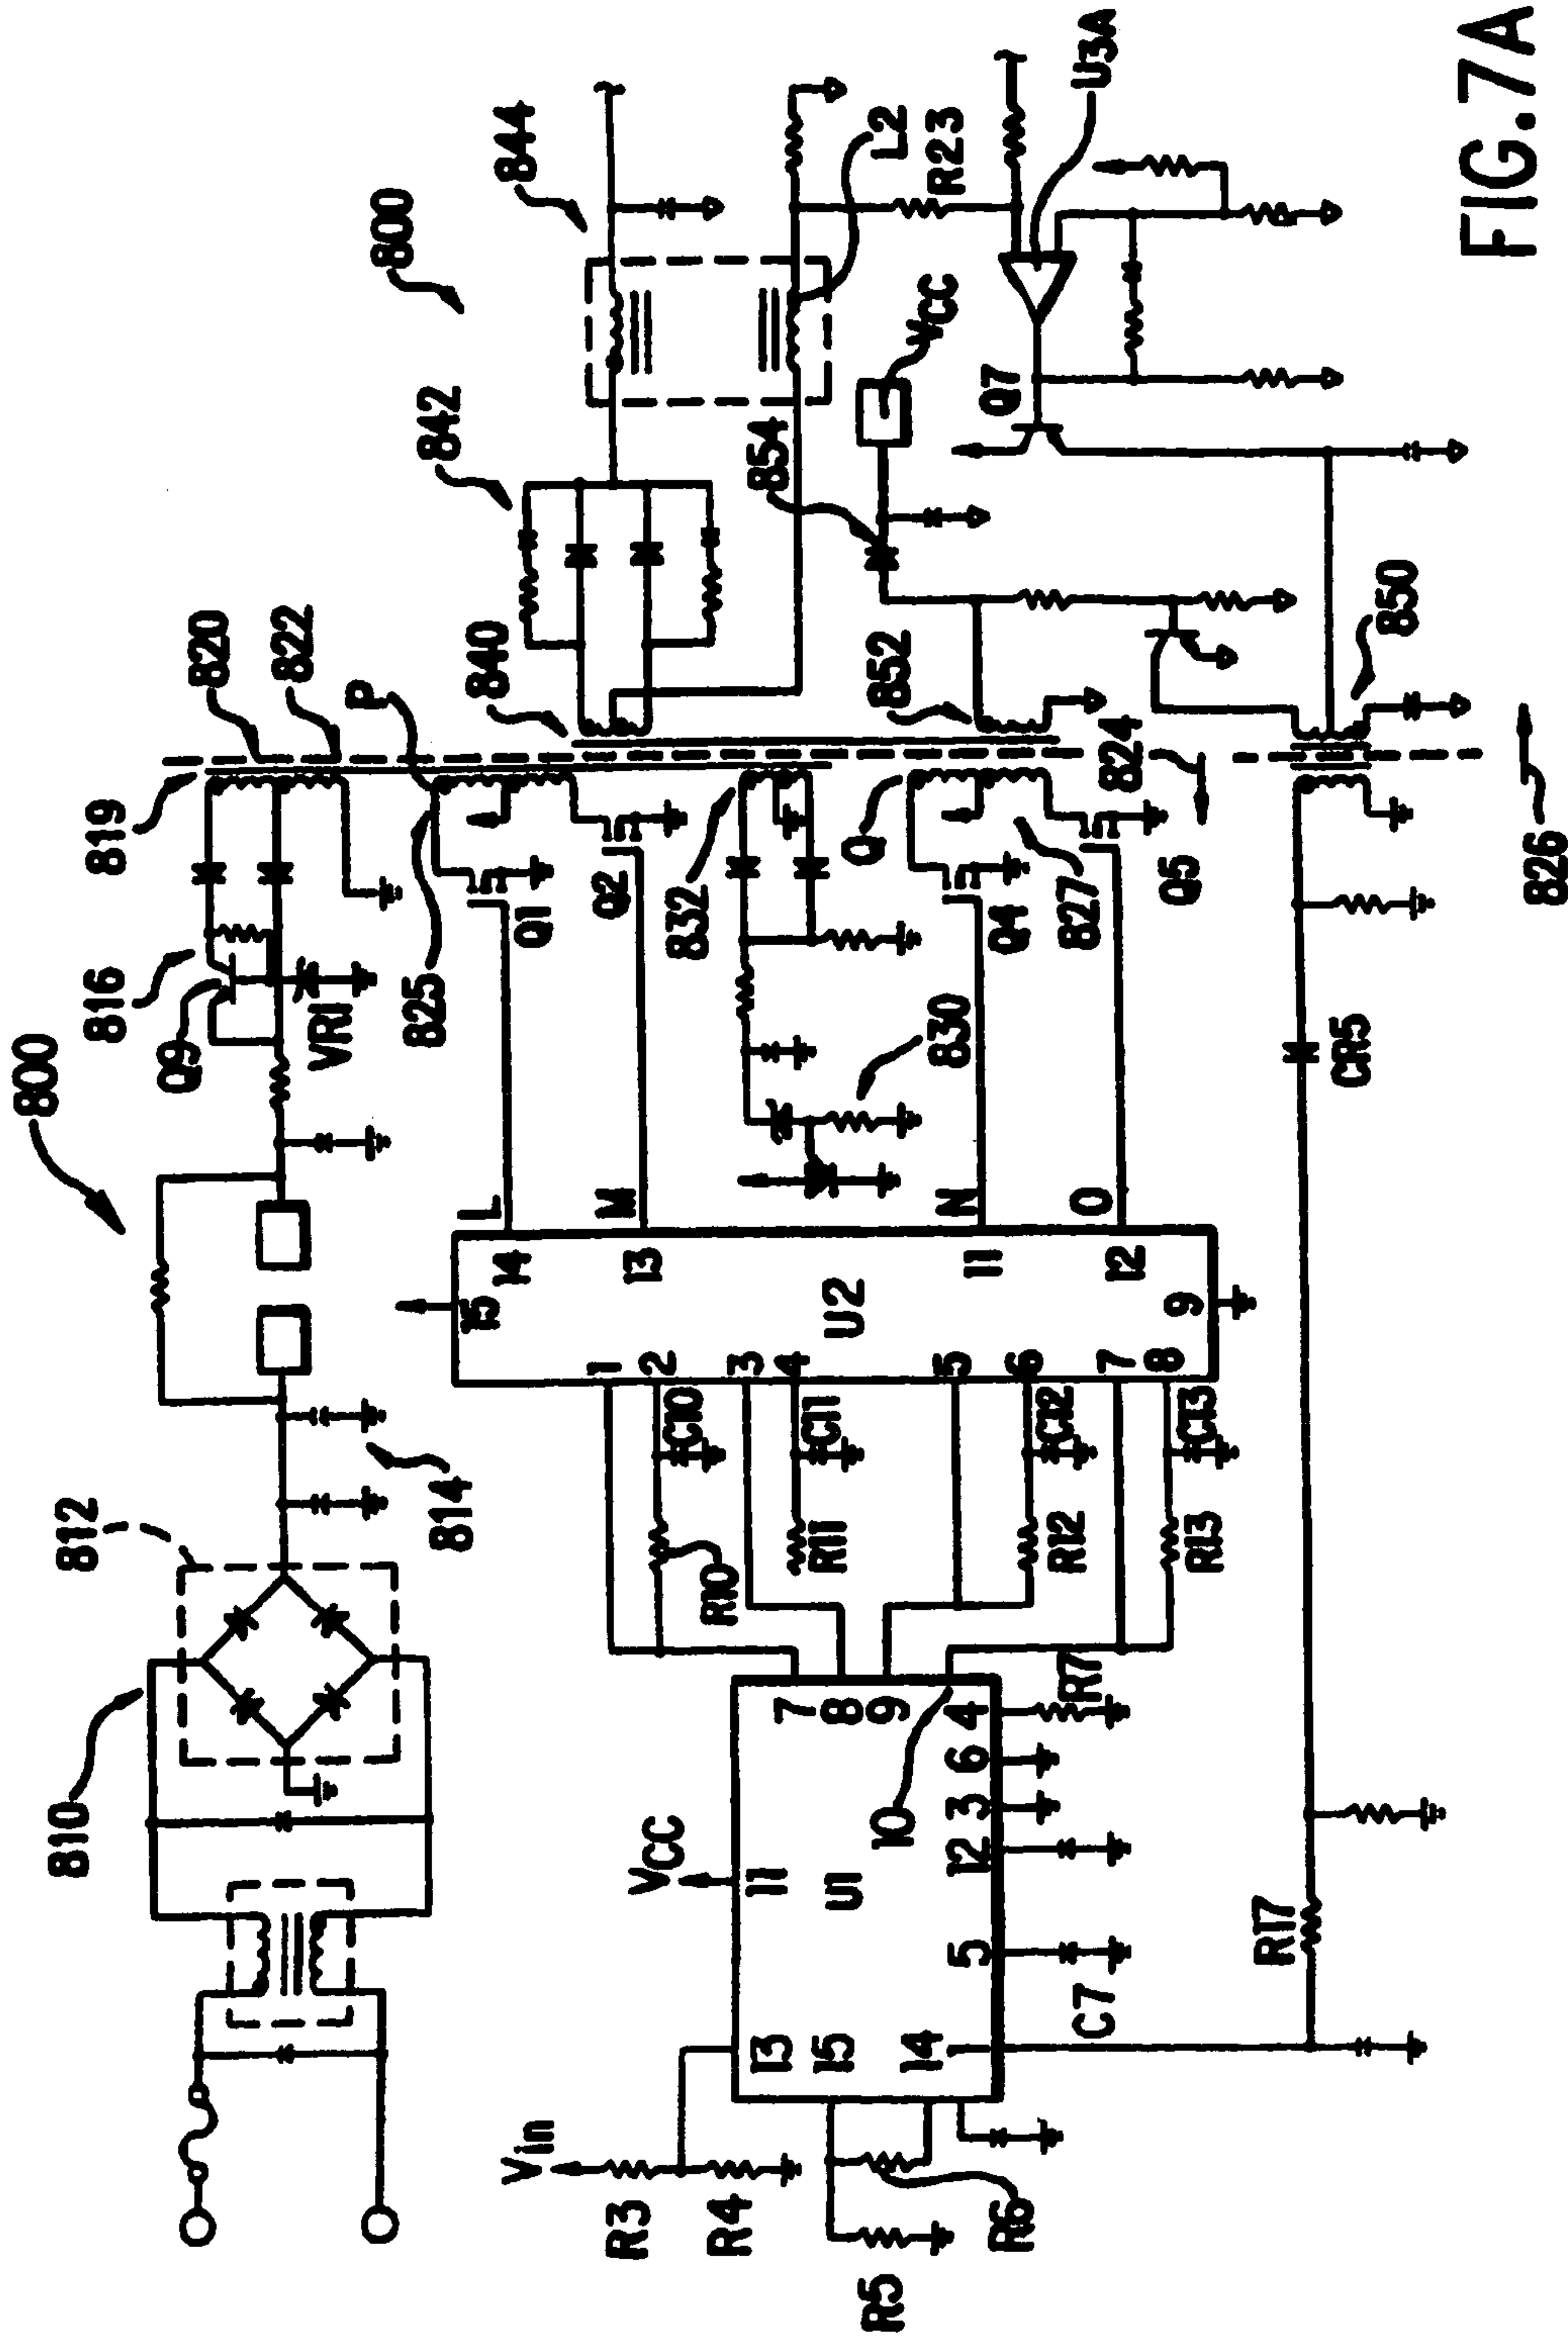 800
810
812
814
816
Q9
VR1
819
820
822
P
825
Q1
Q2
840
842
844
800
854
L2
R23
U3A
VCC
Q7
852
832
Q
830
Q4
827
824
Q5
850
826
L
M
N
O
15
14
13
11
12
9
U2
1
2
3
4
5
6
7
8
C10
C11
C12
C13
R10
R11
R12
R13
CR5
Vin
R3
R4
R5
R6
VCC
11
U1
13
15
14
7
8
9
10
5
12
3
6
4
R7
C7
R17
FIG.7A